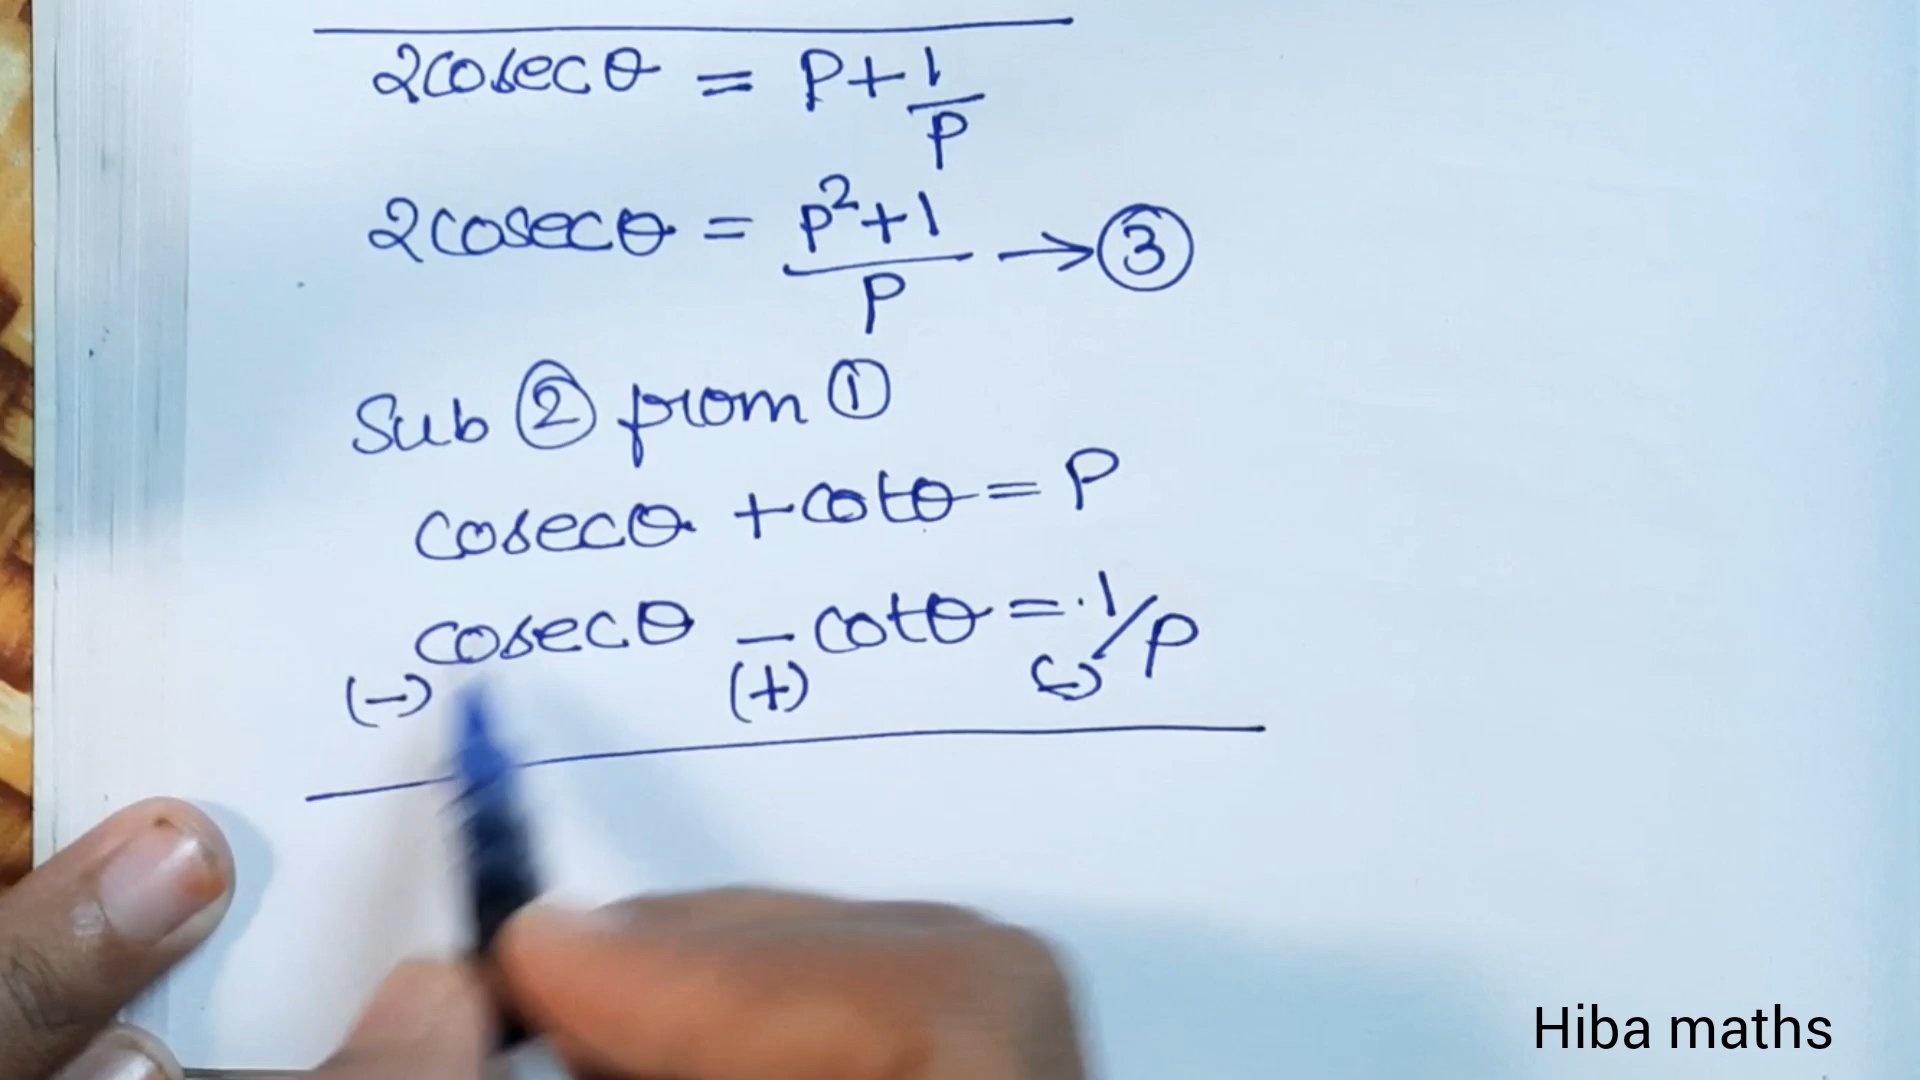 2cosecθ = P+1/P
2cosecθ = P²+1/P → ③
Sub ② from ①
cosecθ + cotθ = P
cosecθ - cotθ = 1/P
(-) (+) (-)
Hiba maths